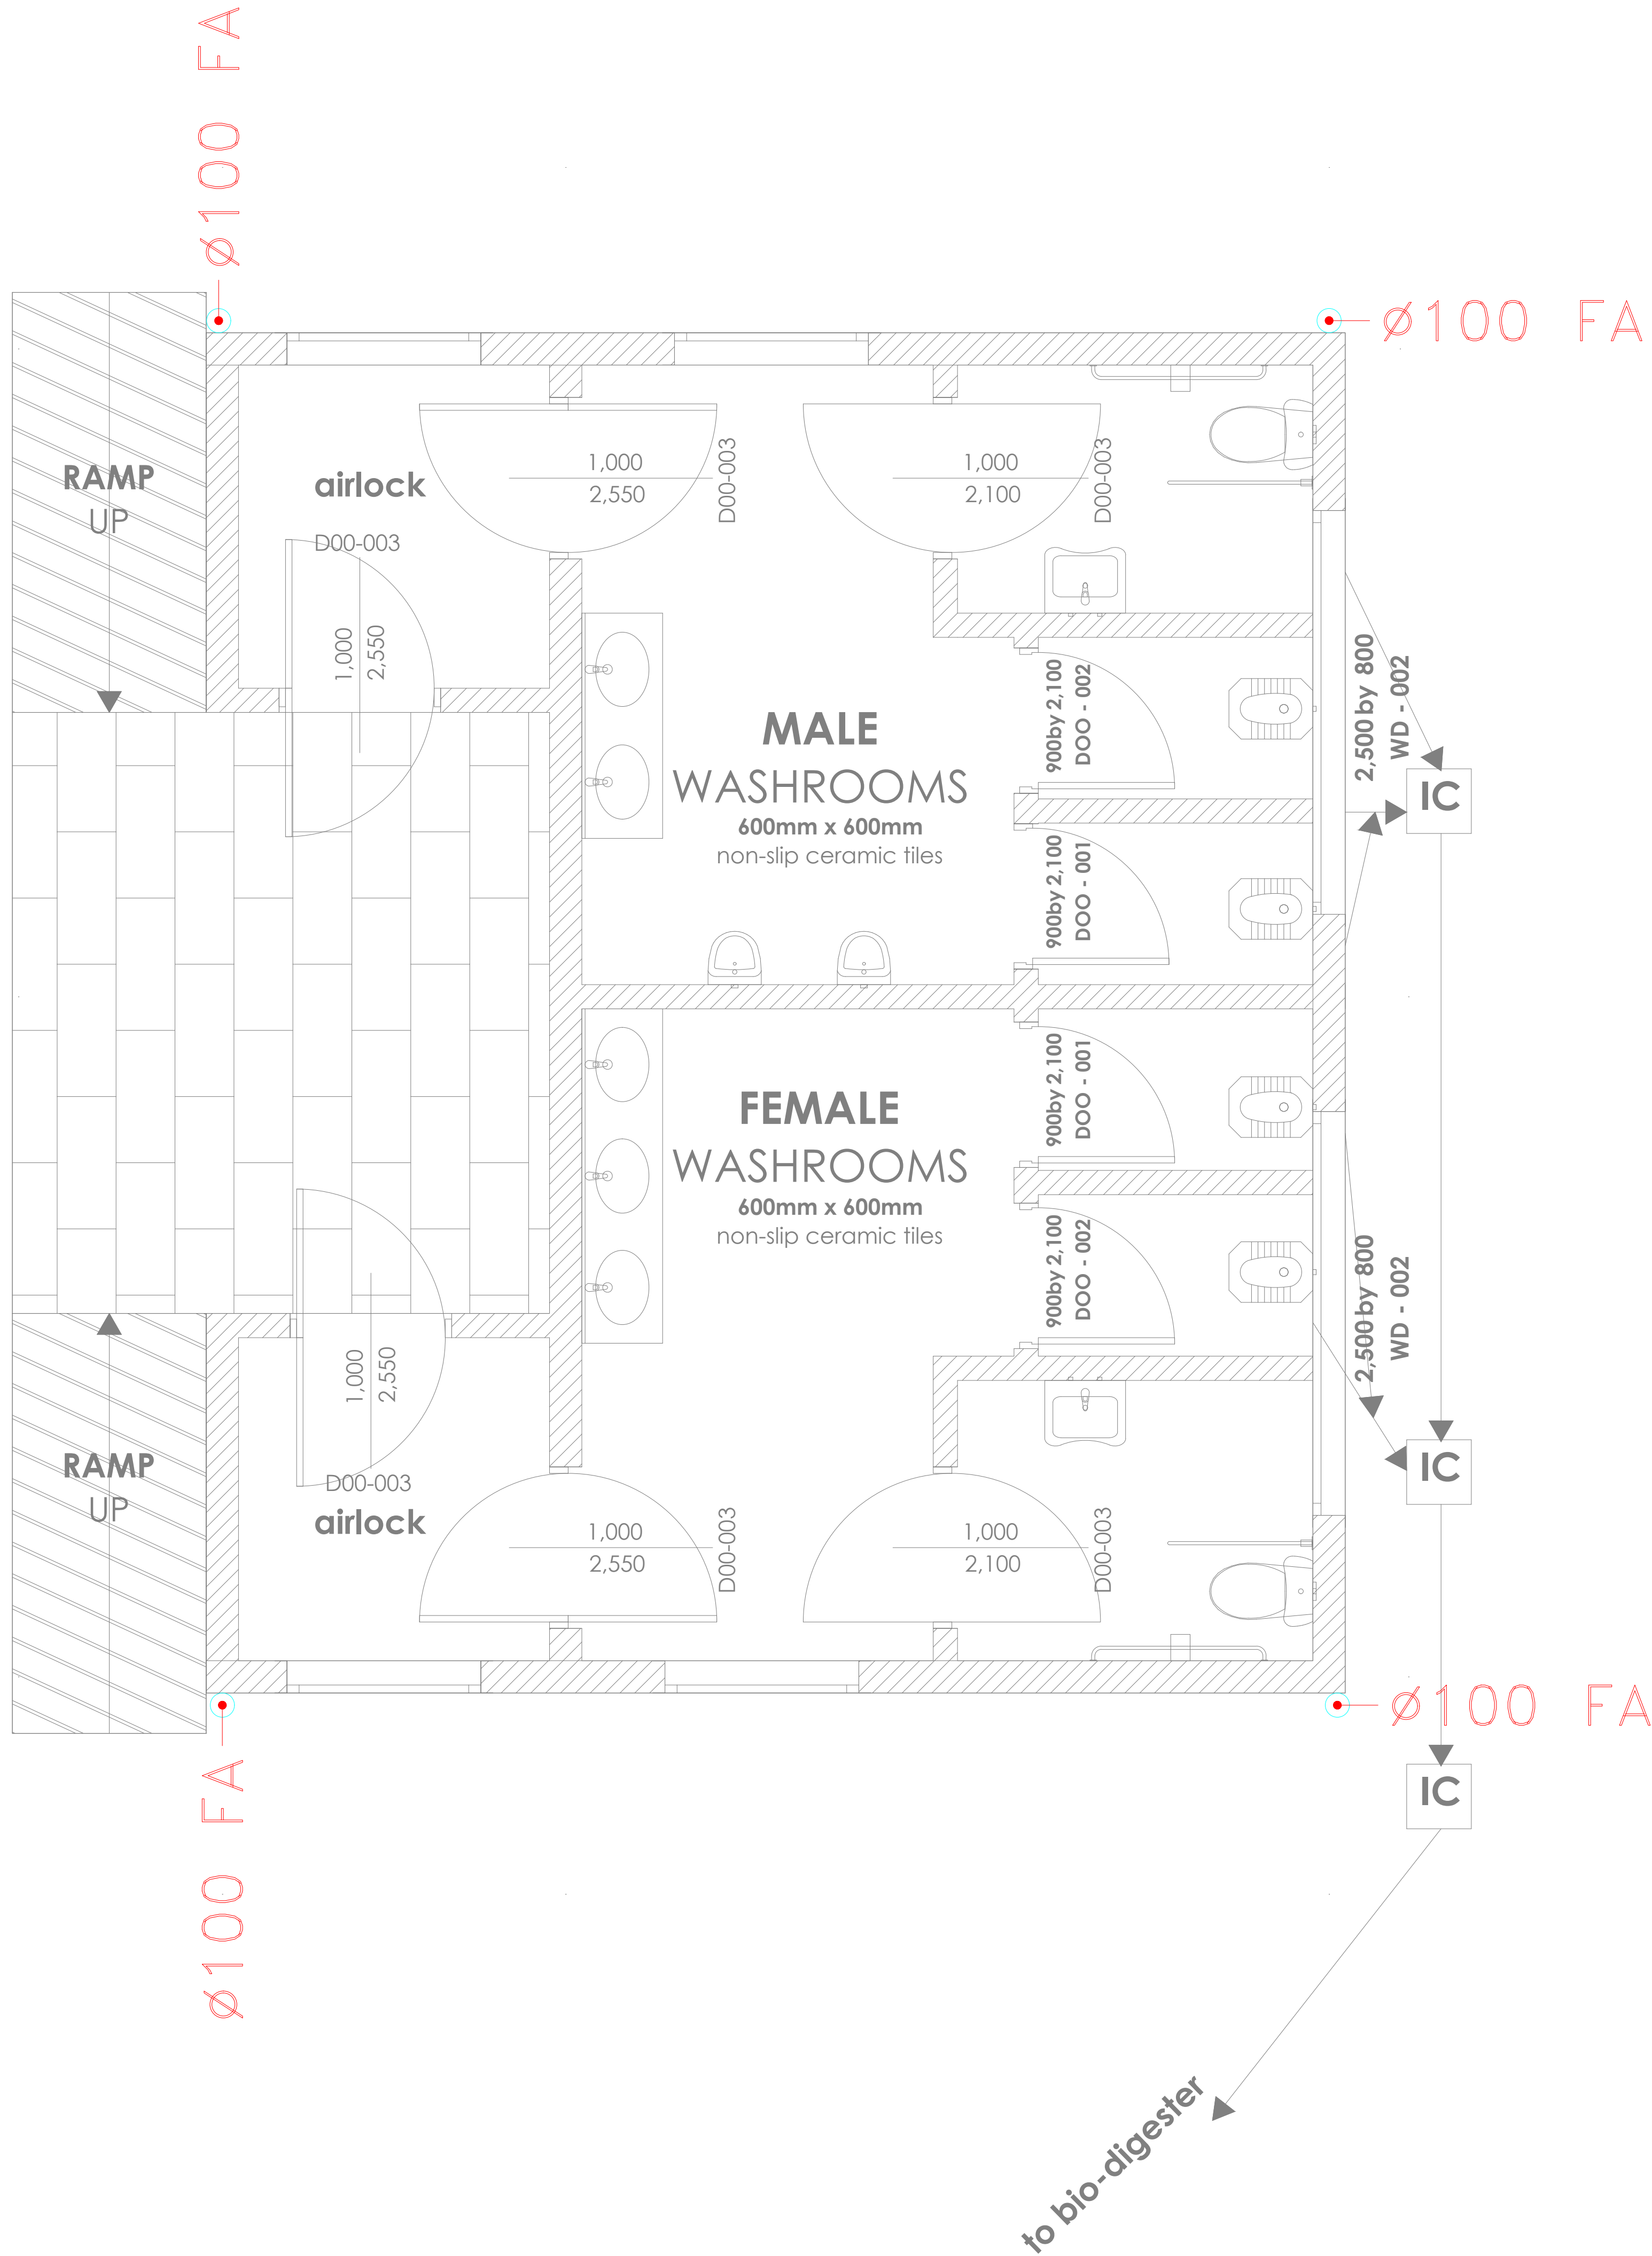 Ø100 FA
Ø100 FA
RAMP
UP
airlock
D00-003
1,000
2,550
1,000
2,550
D00-003
1,000
2,100
D00-003
MALE
WASHROOMS
600mm x 600mm
non-slip ceramic tiles
900by 2,100
DOO - 002
900by 2,100
DOO - 001
2,500by 800
WD - 002
IC
FEMALE
WASHROOMS
600mm x 600mm
non-slip ceramic tiles
900by 2,100
DOO - 001
900by 2,100
DOO - 002
2,500by 800
WD - 002
IC
RAMP
UP
1,000
2,550
D00-003
airlock
1,000
2,550
D00-003
1,000
2,100
D00-003
Ø100 FA
Ø100 FA
IC
to bio-digester